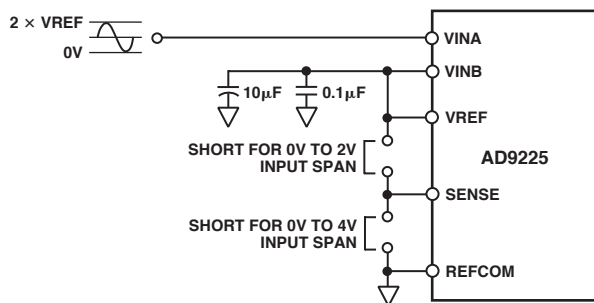 2 × VREF
0V
VINA
VINB
10µF
0.1µF
VREF
SHORT FOR 0V TO 2V
INPUT SPAN
AD9225
SENSE
SHORT FOR 0V TO 4V
INPUT SPAN
REFCOM